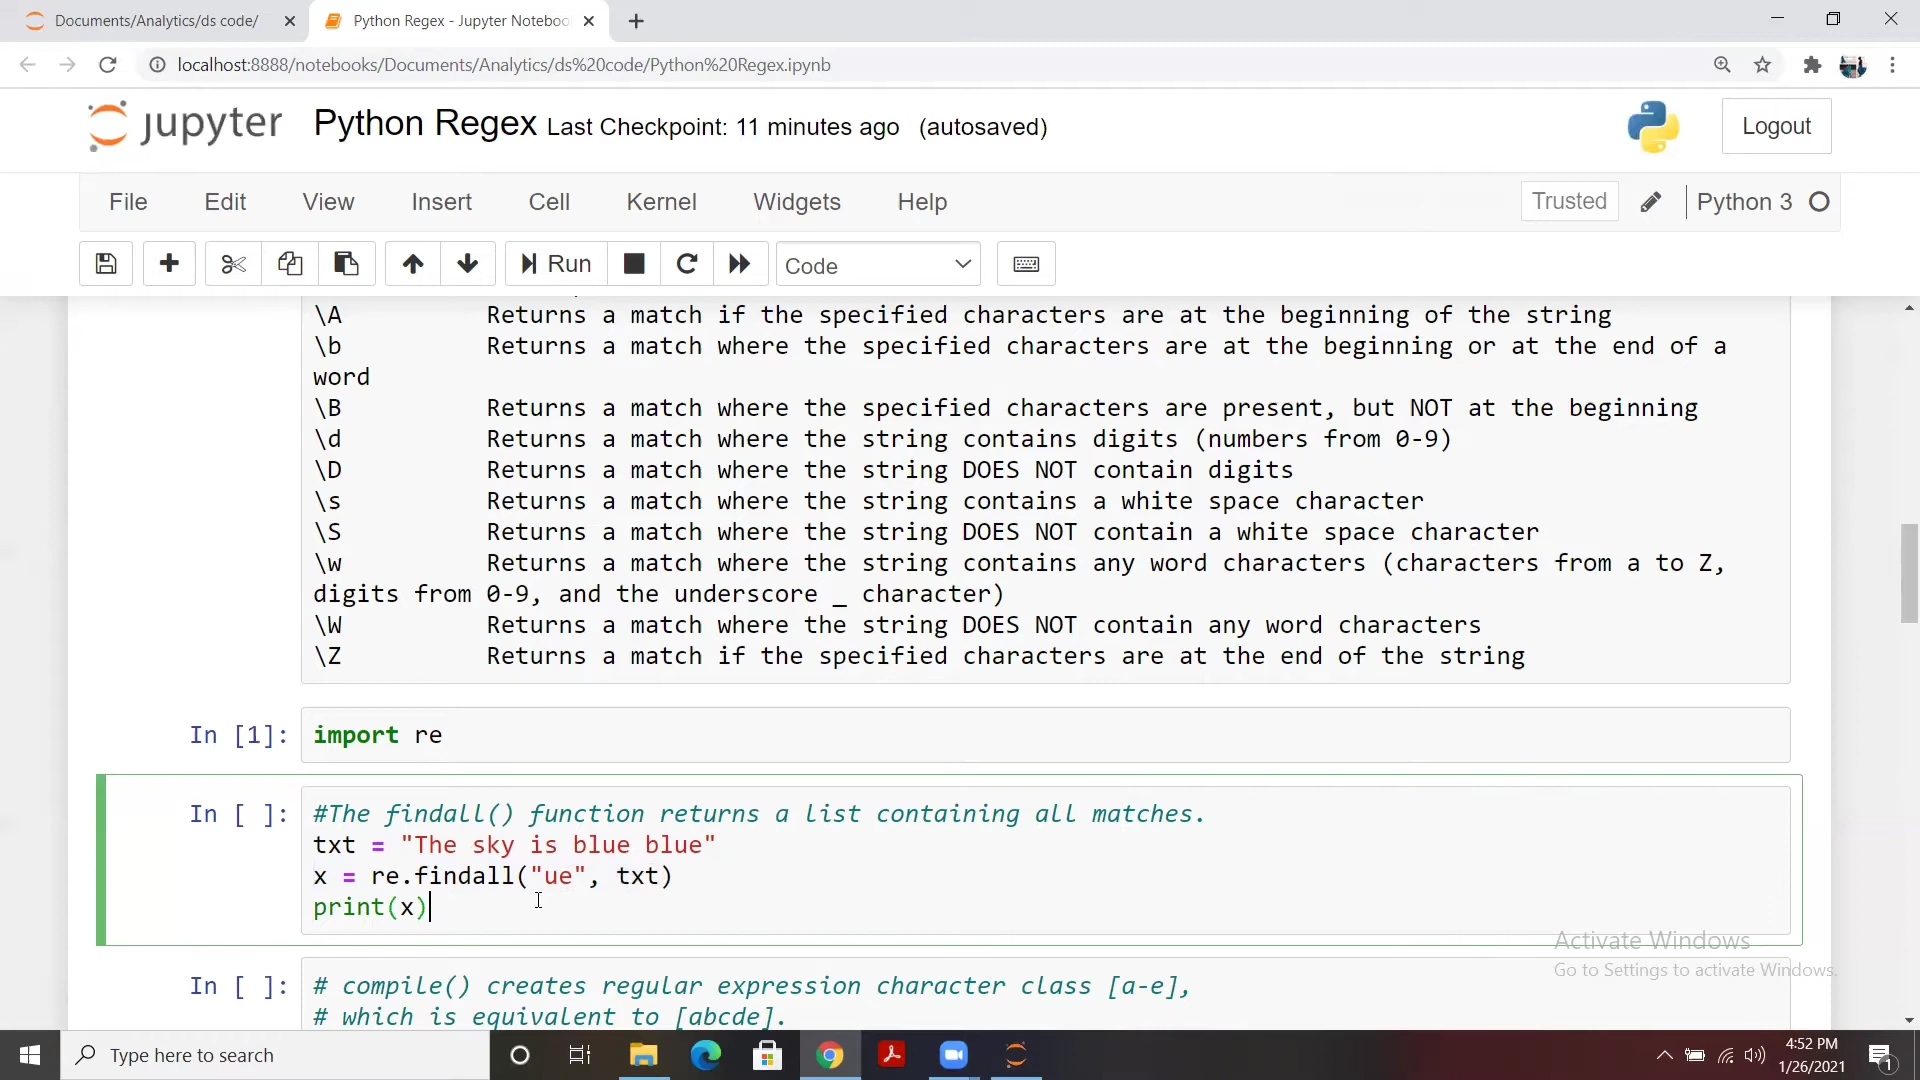 Documents/Analytics/ds code/
Python Regex - Jupyter Noteboo
localhost:8888/notebooks/Documents/Analytics/ds%20code/Python%20Regex.ipynb
jupyter Python Regex Last Checkpoint: 11 minutes ago (autosaved)
Logout
File Edit View Insert Cell Kernel Widgets Help
Trusted
Python 3
Run
Code
\A Returns a match if the specified characters are at the beginning of the string
\b Returns a match where the specified characters are at the beginning or at the end of a
word
\B Returns a match where the specified characters are present, but NOT at the beginning
\d Returns a match where the string contains digits (numbers from 0-9)
\D Returns a match where the string DOES NOT contain digits
\s Returns a match where the string contains a white space character
\S Returns a match where the string DOES NOT contain a white space character
\w Returns a match where the string contains any word characters (characters from a to Z,
digits from 0-9, and the underscore _ character)
\W Returns a match where the string DOES NOT contain any word characters
\Z Returns a match if the specified characters are at the end of the string
In [1]: import re
In [ ]: #The findall() function returns a list containing all matches.
txt = "The sky is blue blue"
x = re.findall("ue", txt)
print(x)
Activate Windows
Go to Settings to activate Windows.
In [ ]: # compile() creates regular expression character class [a-e],
# which is equivalent to [abcde].
Type here to search
4:52 PM
1/26/2021
1